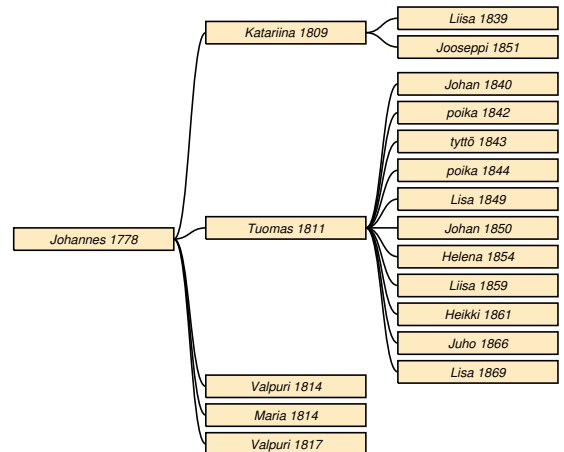 Johannes 1778
Katariina 1809
Liisa 1839
Jooseppi 1851
Tuomas 1811
Johan 1840
poika 1842
tyttö 1843
poika 1844
Lisa 1849
Johan 1850
Helena 1854
Liisa 1859
Heikki 1861
Juho 1866
Lisa 1869
Valpuri 1814
Maria 1814
Valpuri 1817